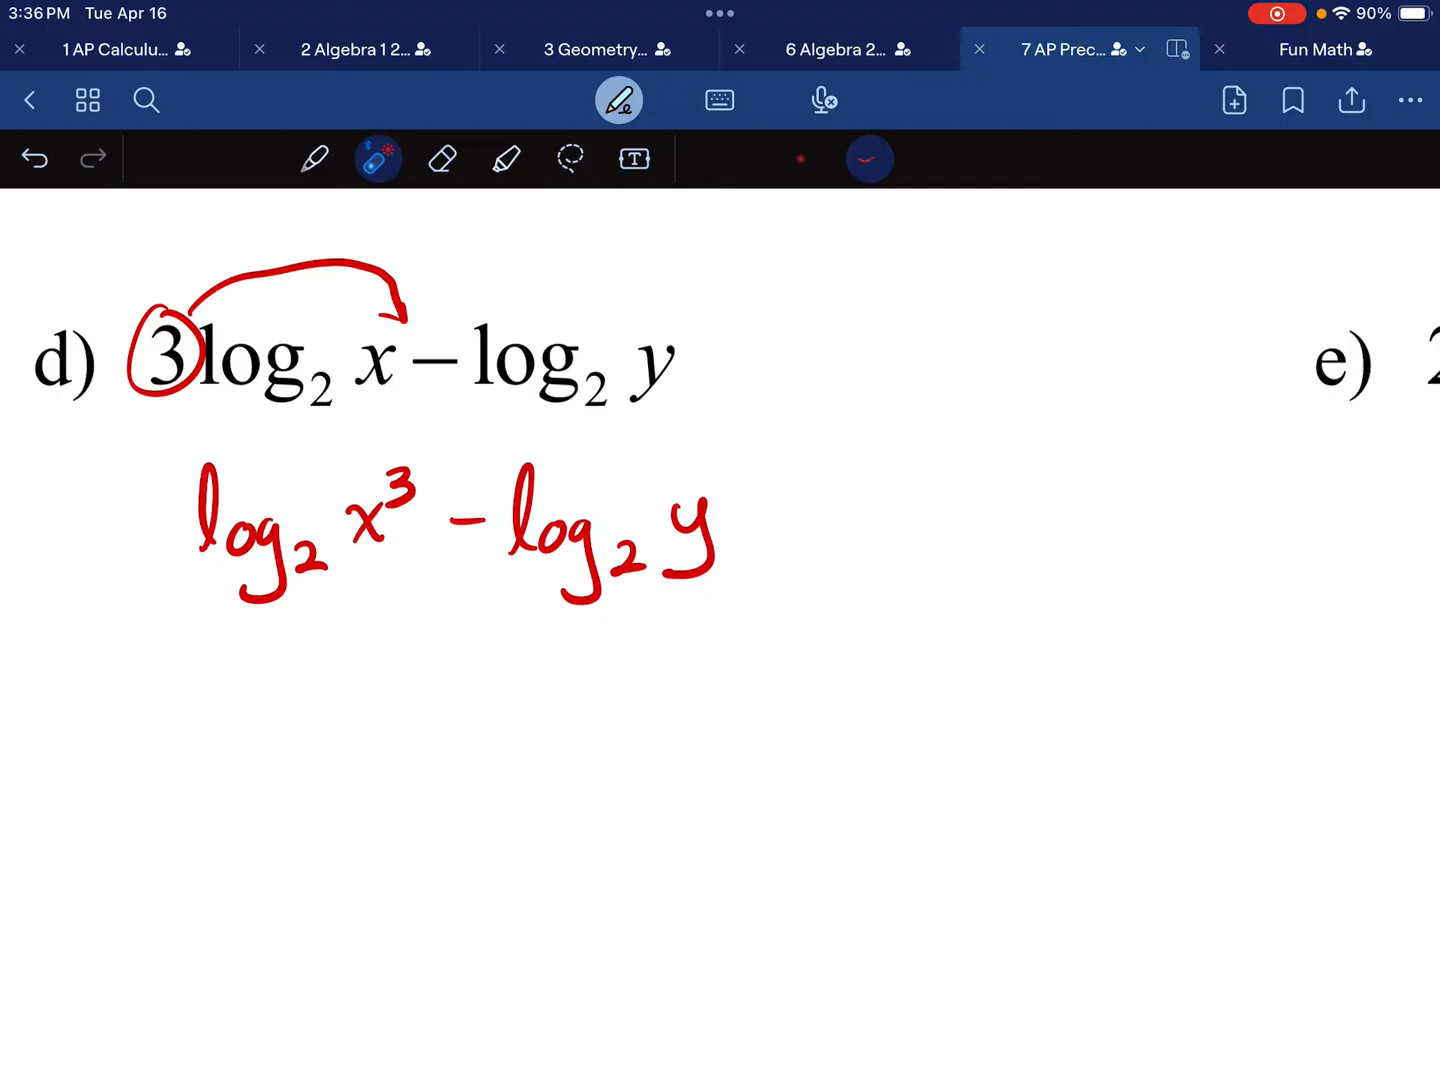 3:36 PM Tue Apr 16 90%
1 AP Calculu... 2 Algebra 1 2... 3 Geometry... 6 Algebra 2... 7 AP Prec... Fun Math
T
d) 3log₂ x − log₂ y e) 2
log₂ x³ − log₂ y